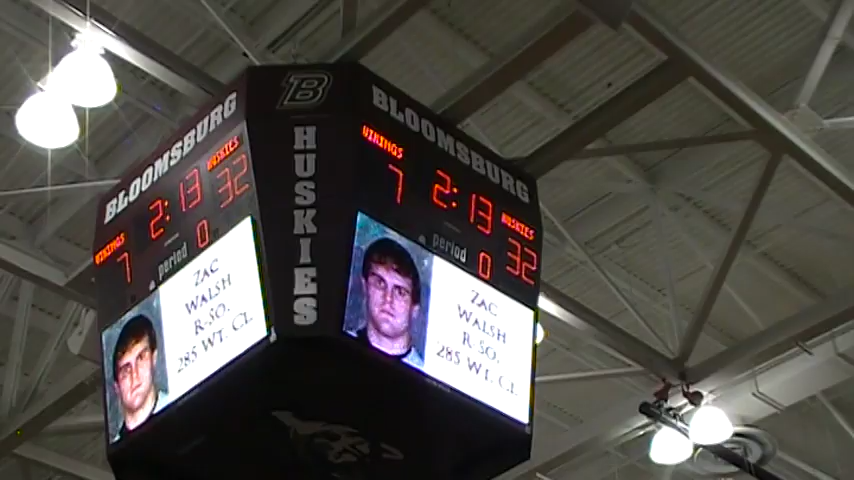 B
HUSKIES
BLOOMSBURG
VIKINGS HUSKIES
7 2:13 32
period 0
ZAC
WALSH
R-SO.
285 WT. CL.
BLOOMSBURG
VIKINGS HUSKIES
7 2:13 32
period 0
ZAC
WALSH
R-SO.
285 WT. CL.